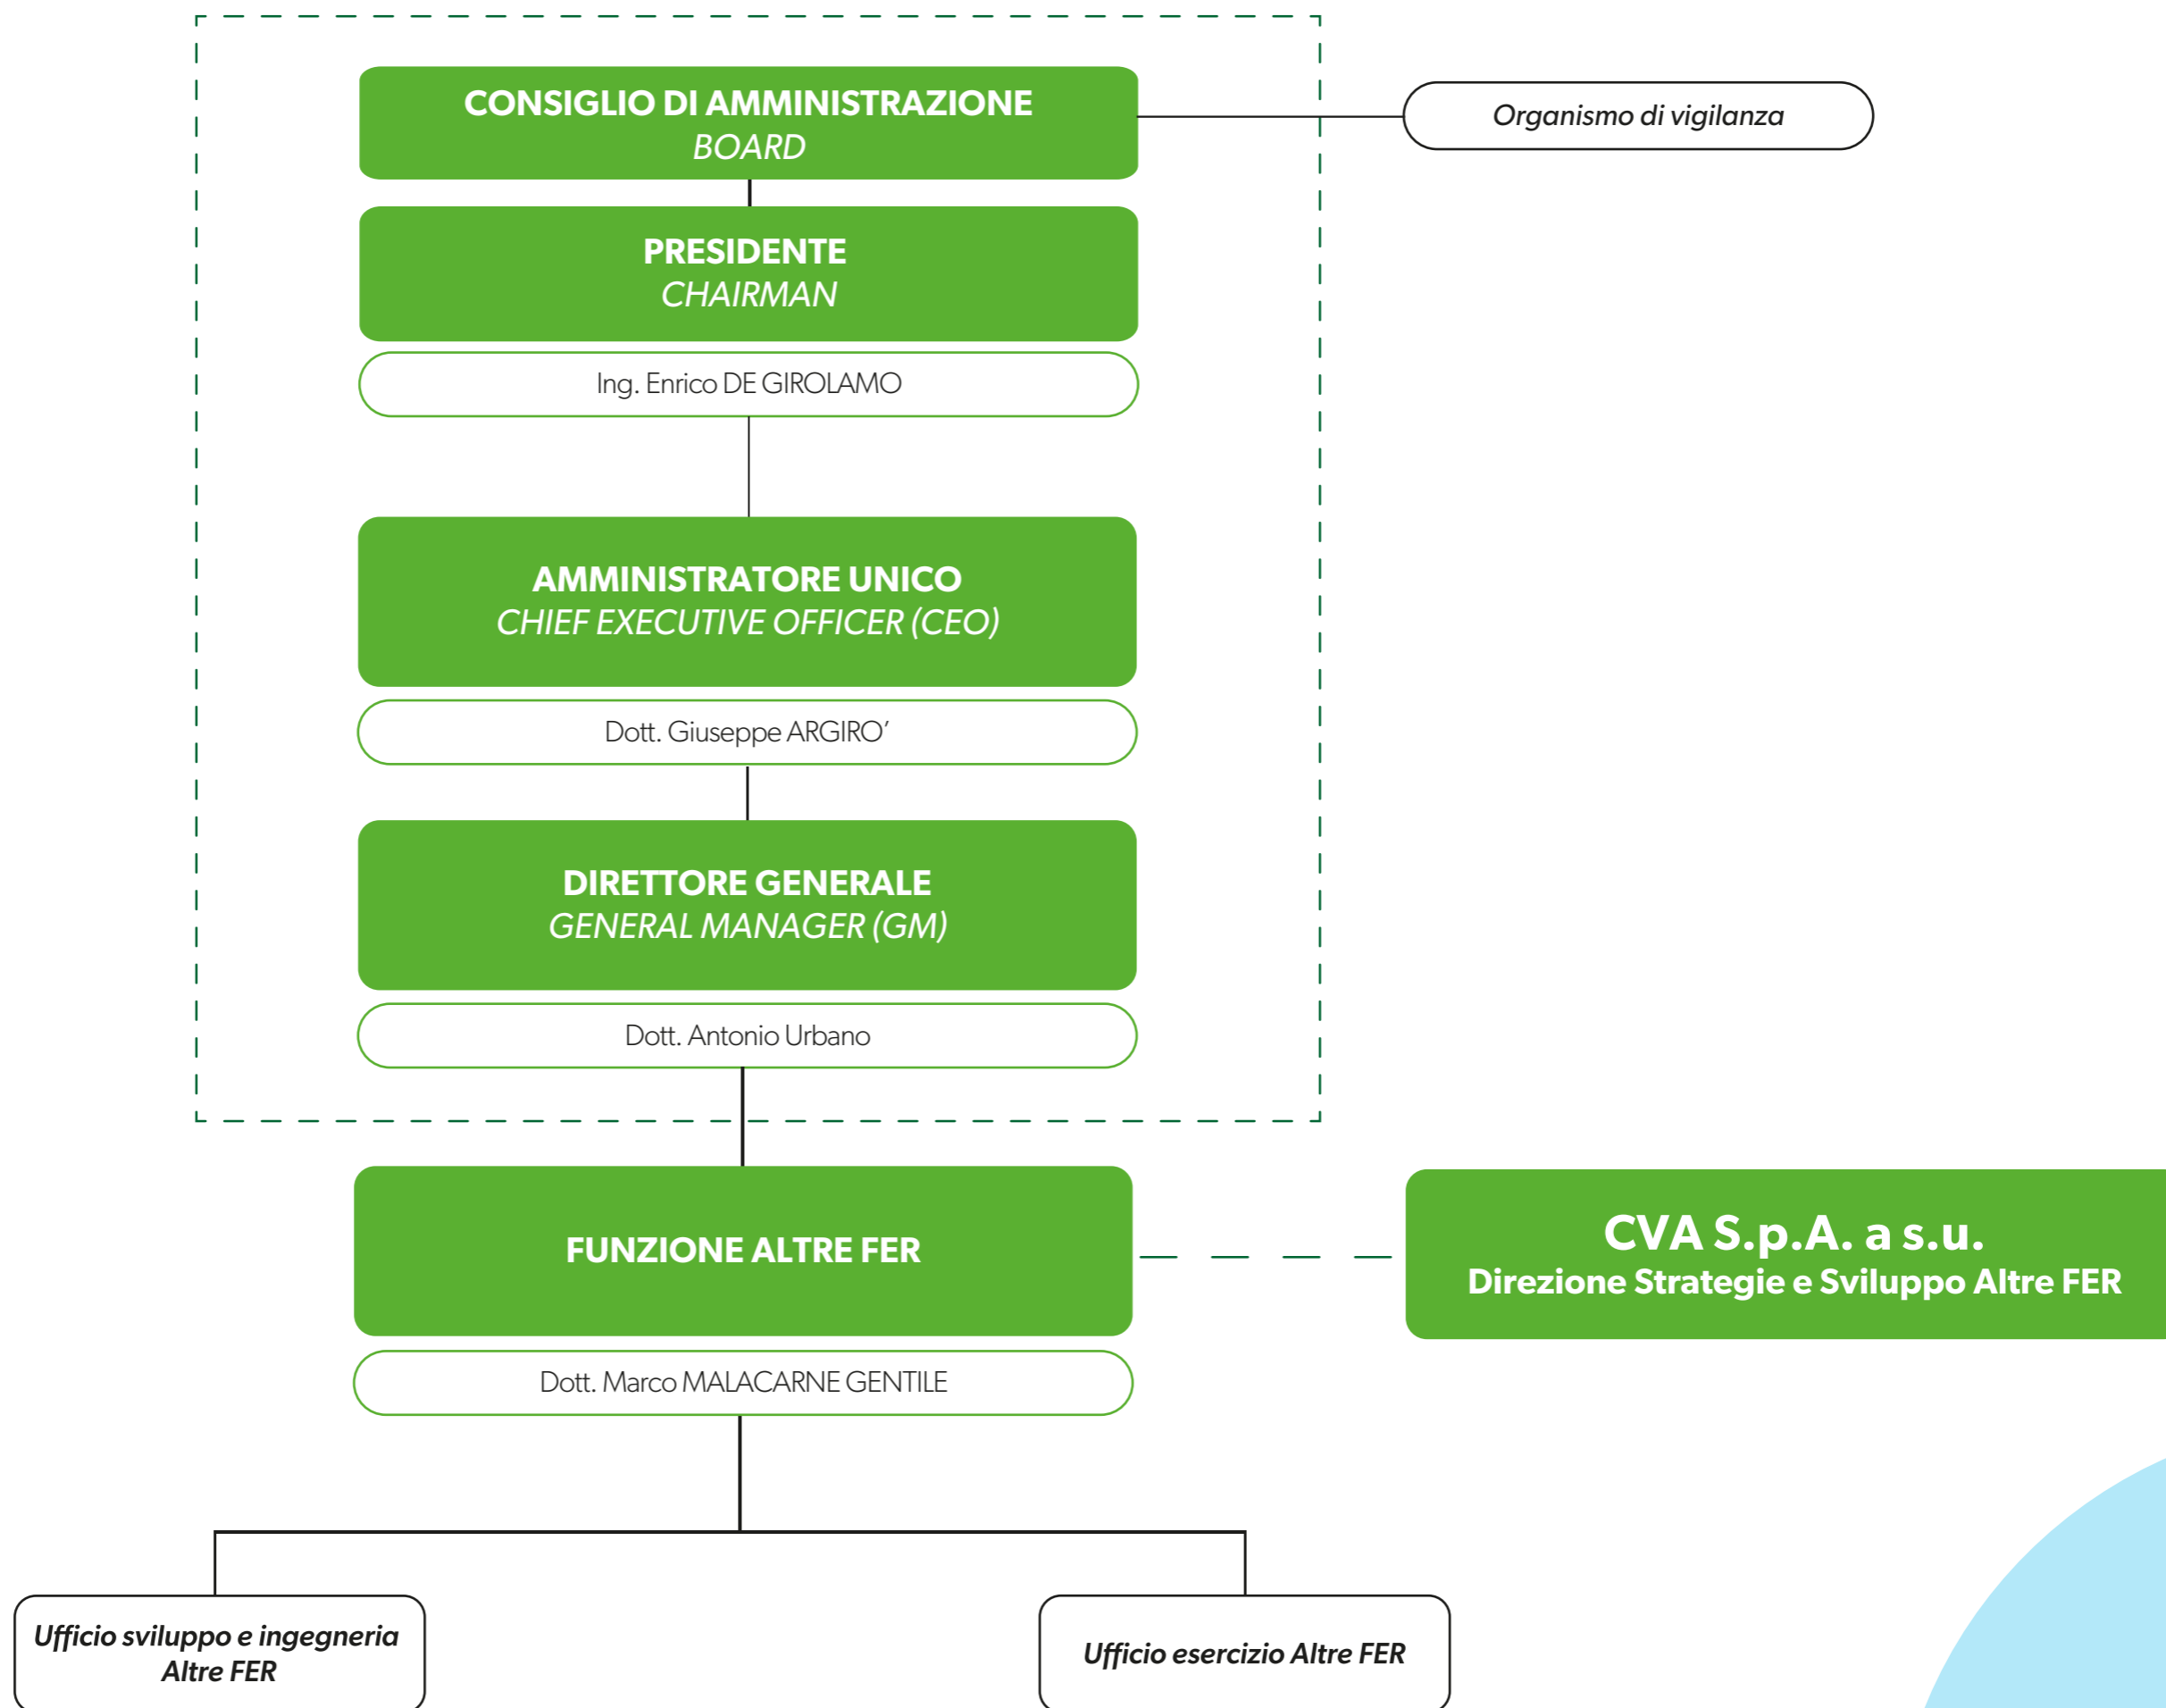 CONSIGLIO DI AMMINISTRAZIONE
BOARD
Organismo di vigilanza
PRESIDENTE
CHAIRMAN
Ing. Enrico DE GIROLAMO
AMMINISTRATORE UNICO
CHIEF EXECUTIVE OFFICER (CEO)
Dott. Giuseppe ARGIRO’
DIRETTORE GENERALE
GENERAL MANAGER (GM)
Dott. Antonio Urbano
FUNZIONE ALTRE FER
CVA S.p.A. a s.u.
Direzione Strategie e Sviluppo Altre FER
Dott. Marco MALACARNE GENTILE
Ufficio sviluppo e ingegneria
Altre FER
Ufficio esercizio Altre FER